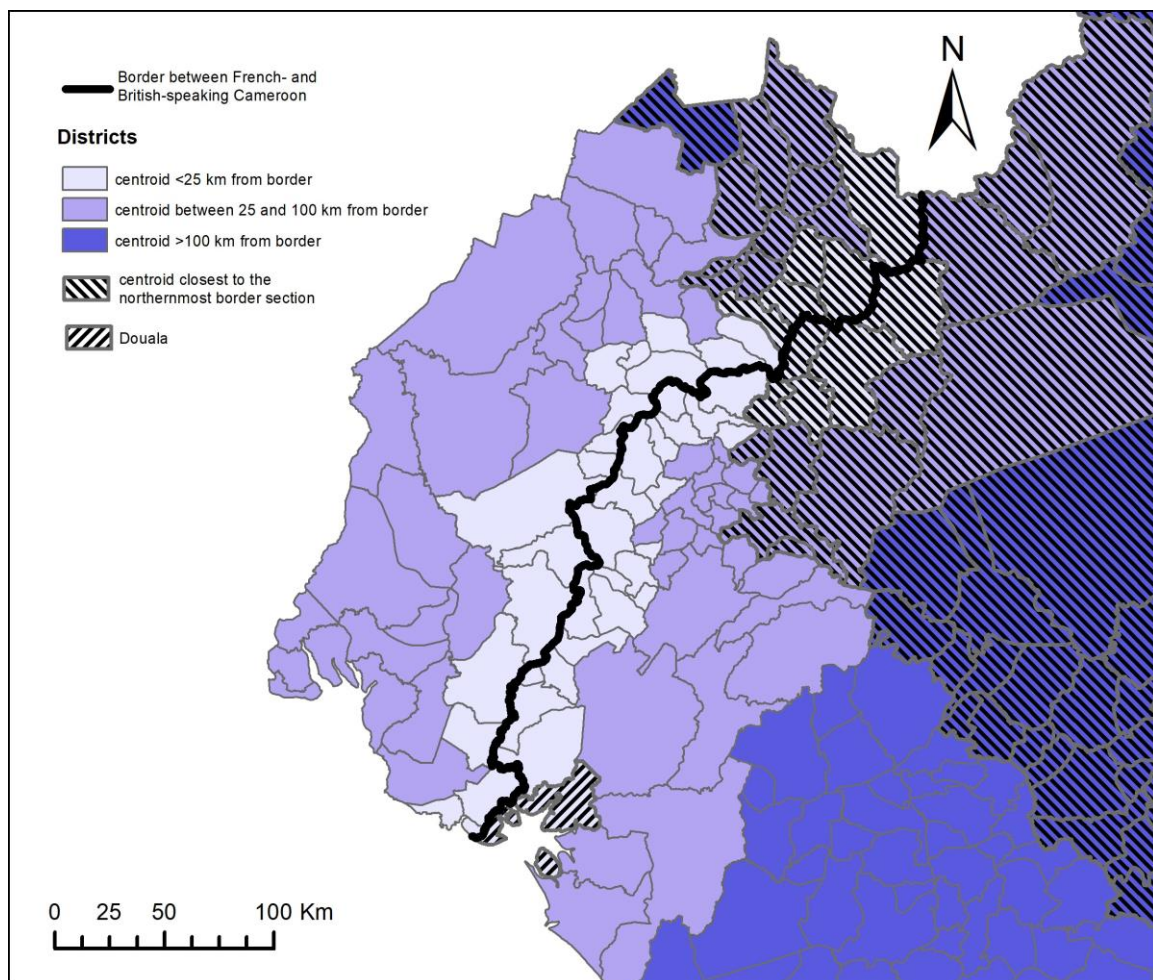 N
Border between French- and
British-speaking Cameroon
Districts
centroid <25 km from border
centroid between 25 and 100 km from border
centroid >100 km from border
centroid closest to the
northernmost border section
Douala
0 25 50 100 Km